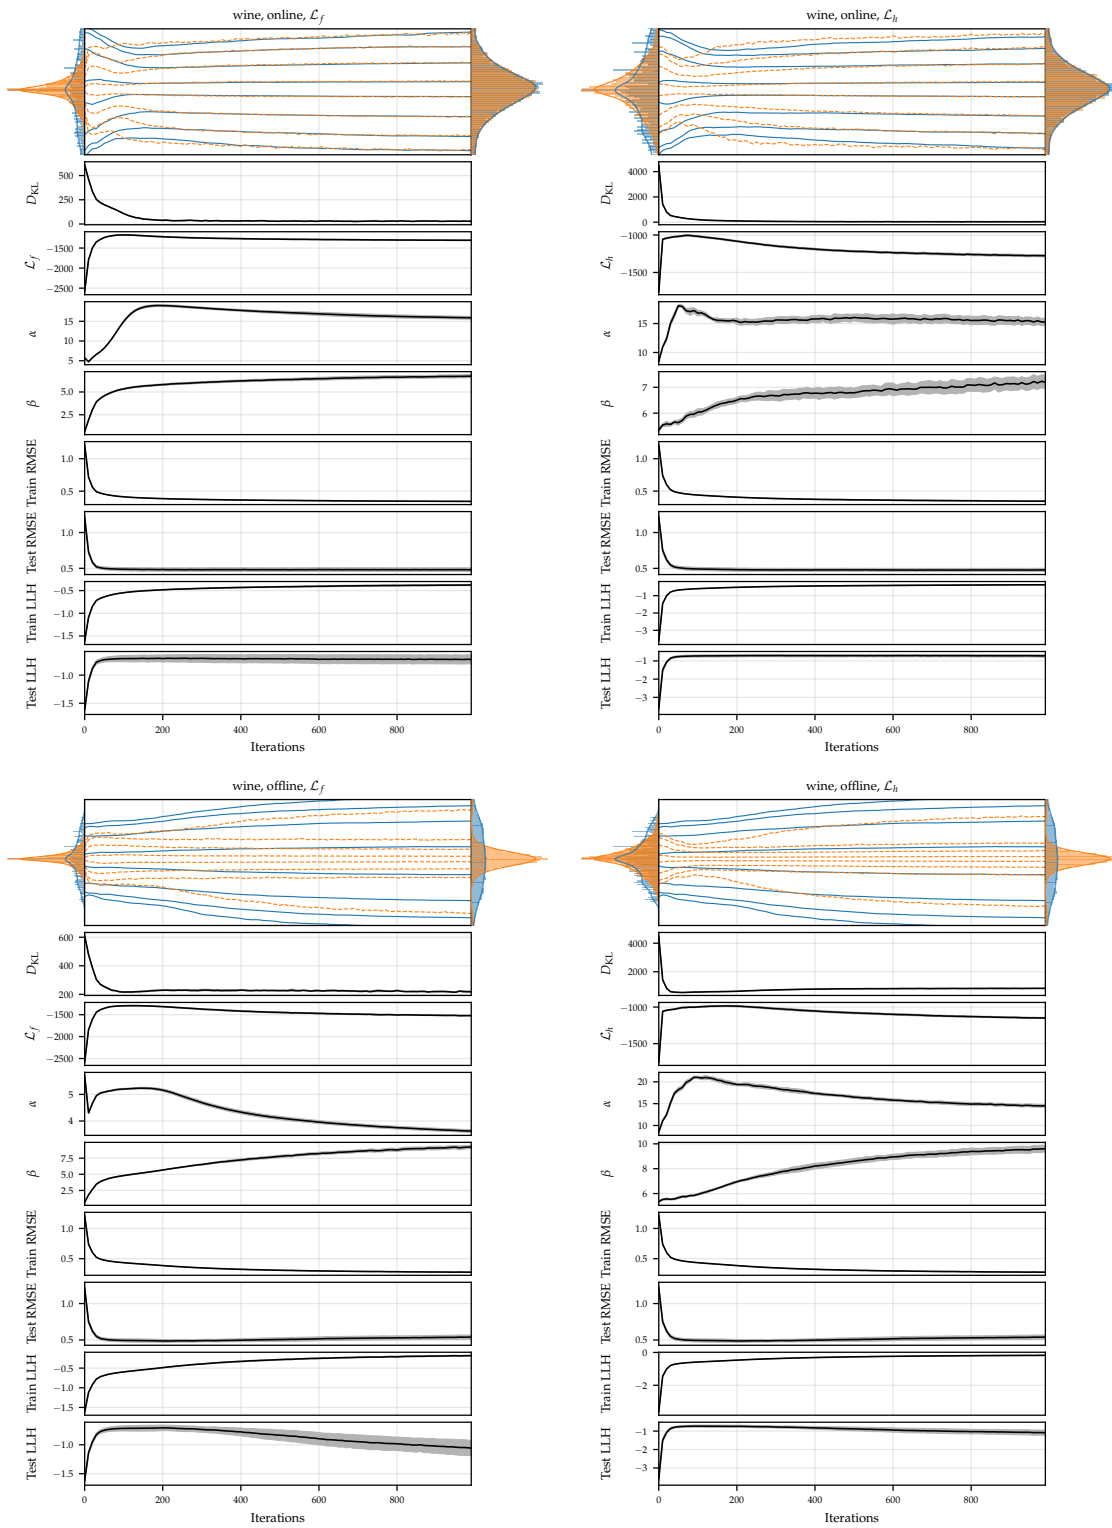 wine, online, ℒf
D_KL
500
250
0
ℒf
−1500
−2000
−2500
α
15
10
5
β
5.0
2.5
Train RMSE
1.0
0.5
Test RMSE
1.0
0.5
Train LLH
−0.5
−1.0
−1.5
Test LLH
−1.0
−1.5
0 200 400 600 800
Iterations
wine, online, ℒh
D_KL
4000
2000
0
ℒh
−1000
−1500
α
15
10
β
7
6
Train RMSE
1.0
0.5
Test RMSE
1.0
0.5
Train LLH
−1
−2
−3
Test LLH
−1
−2
−3
0 200 400 600 800
Iterations
wine, offline, ℒf
D_KL
600
400
200
ℒf
−1500
−2000
−2500
α
5
4
β
7.5
5.0
2.5
Train RMSE
1.0
0.5
Test RMSE
1.0
0.5
Train LLH
−0.5
−1.0
−1.5
Test LLH
−1.0
−1.5
0 200 400 600 800
Iterations
wine, offline, ℒh
D_KL
4000
2000
ℒh
−1000
−1500
α
20
15
10
β
10
8
6
Train RMSE
1.0
0.5
Test RMSE
1.0
0.5
Train LLH
0
−2
Test LLH
−1
−2
−3
0 200 400 600 800
Iterations